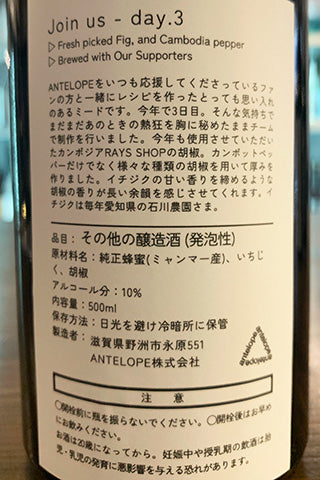 Join us - day.3
▷ Fresh picked Fig, and Cambodia pepper
▷ Brewed with Our Supporters
ANTELOPEをいつも応援してくださっているファ
ンの方と一緒にレシピを作ったとっても思い入れ
のあるミードです。今年で3日目。そんな気持ちで
まだまだあのときの熱狂を胸に秘めたままチーム
で制作を行いました。今年も使用させていただい
たカンボジアRAYS SHOPの胡椒。カンポットペッ
パーだけでなく様々な種類の胡椒を用いて厚みを
作りました。イチジクの甘い香りを締めるような
胡椒の香りが長い余韻を感じさせてくれます。イ
チジクは毎年愛知県の石川農園さま。
品目：その他の醸造酒 (発泡性)
原材料名：純正蜂蜜(ミャンマー産)、いちじ
く、胡椒
アルコール分：10%
内容量：500ml
保存方法：日光を避け冷暗所に保管
製造者：滋賀県野洲市永原551
ANTELOPE株式会社
antelope antelope antelope
注 意
○開栓前に瓶を振らないでください。○開栓後はお早め
にお飲みください。
お酒は20歳になってから。妊娠中や授乳期の飲酒は胎
児・乳児の発育に悪影響を与える恐れがあります。